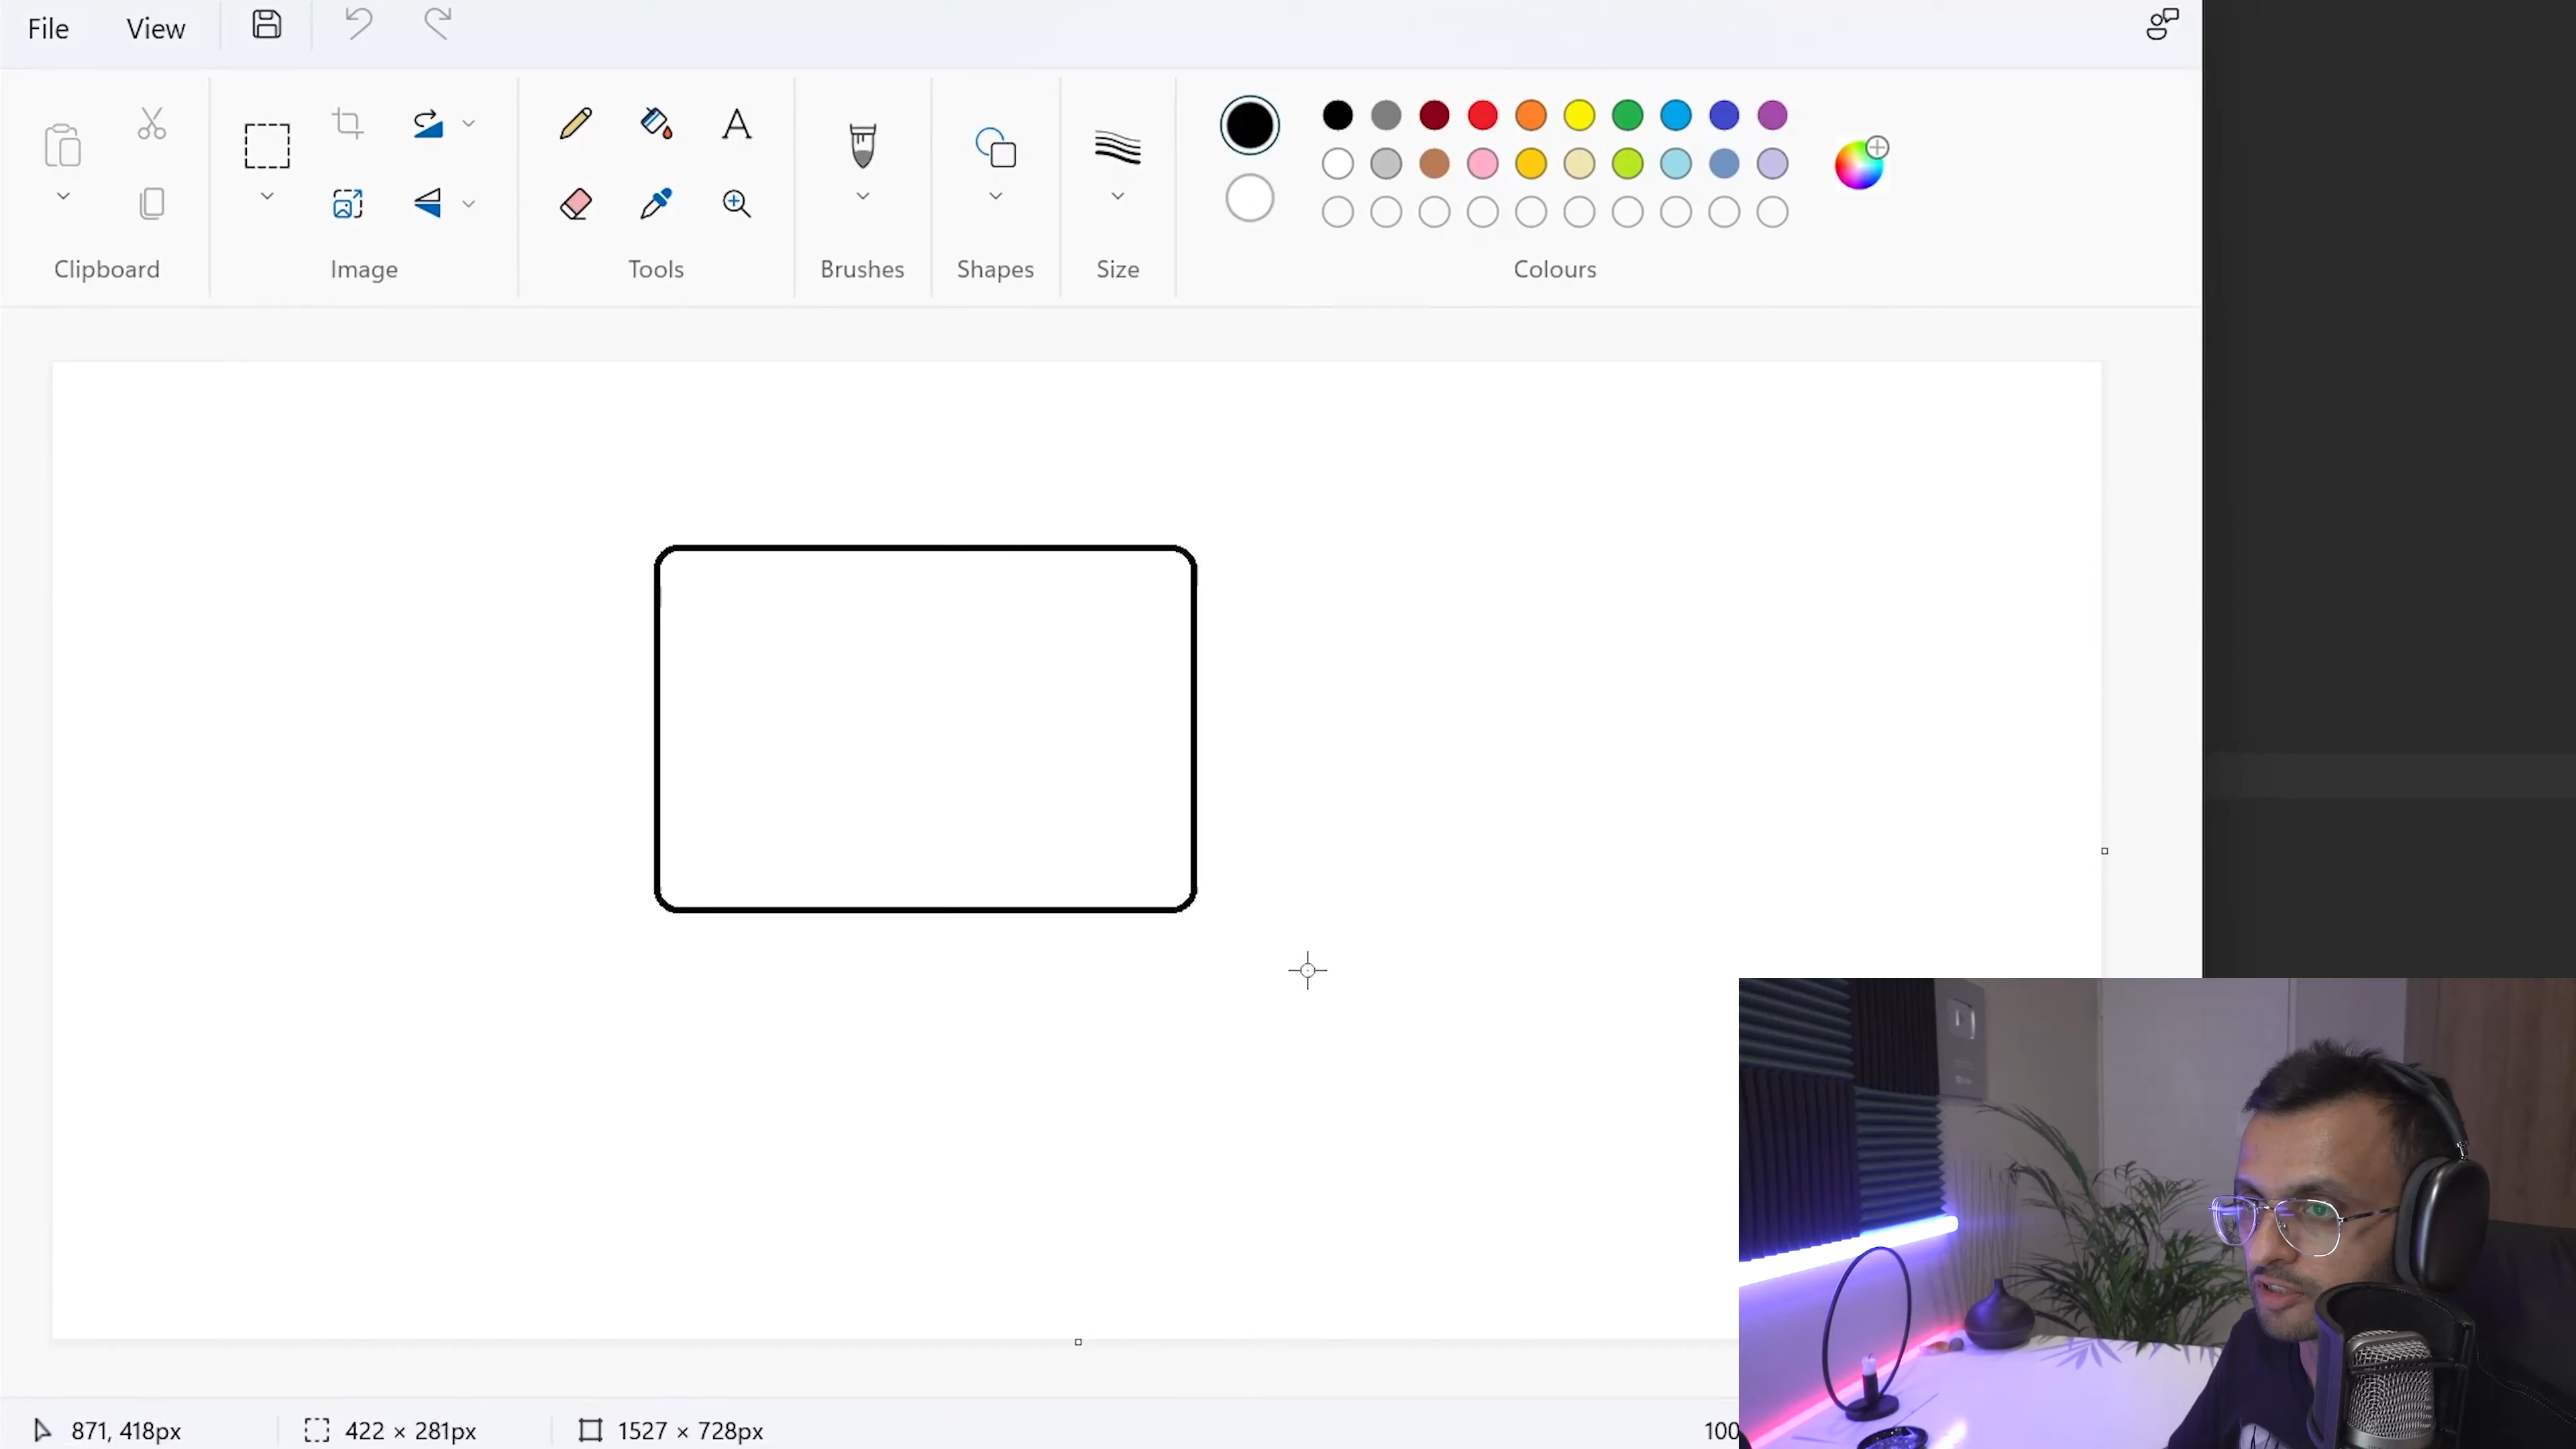 File View
Clipboard Image Tools Brushes Shapes Size Colours
871, 418px 422 × 281px 1527 × 728px 100